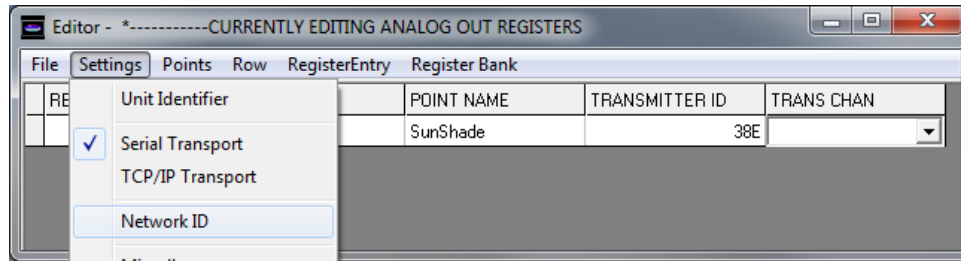 Editor - *-----------CURRENTLY EDITING ANALOG OUT REGISTERS
File Settings Points Row RegisterEntry Register Bank
RE POINT NAME TRANSMITTER ID TRANS CHAN
SunShade 38E
Unit Identifier
Serial Transport
TCP/IP Transport
Network ID